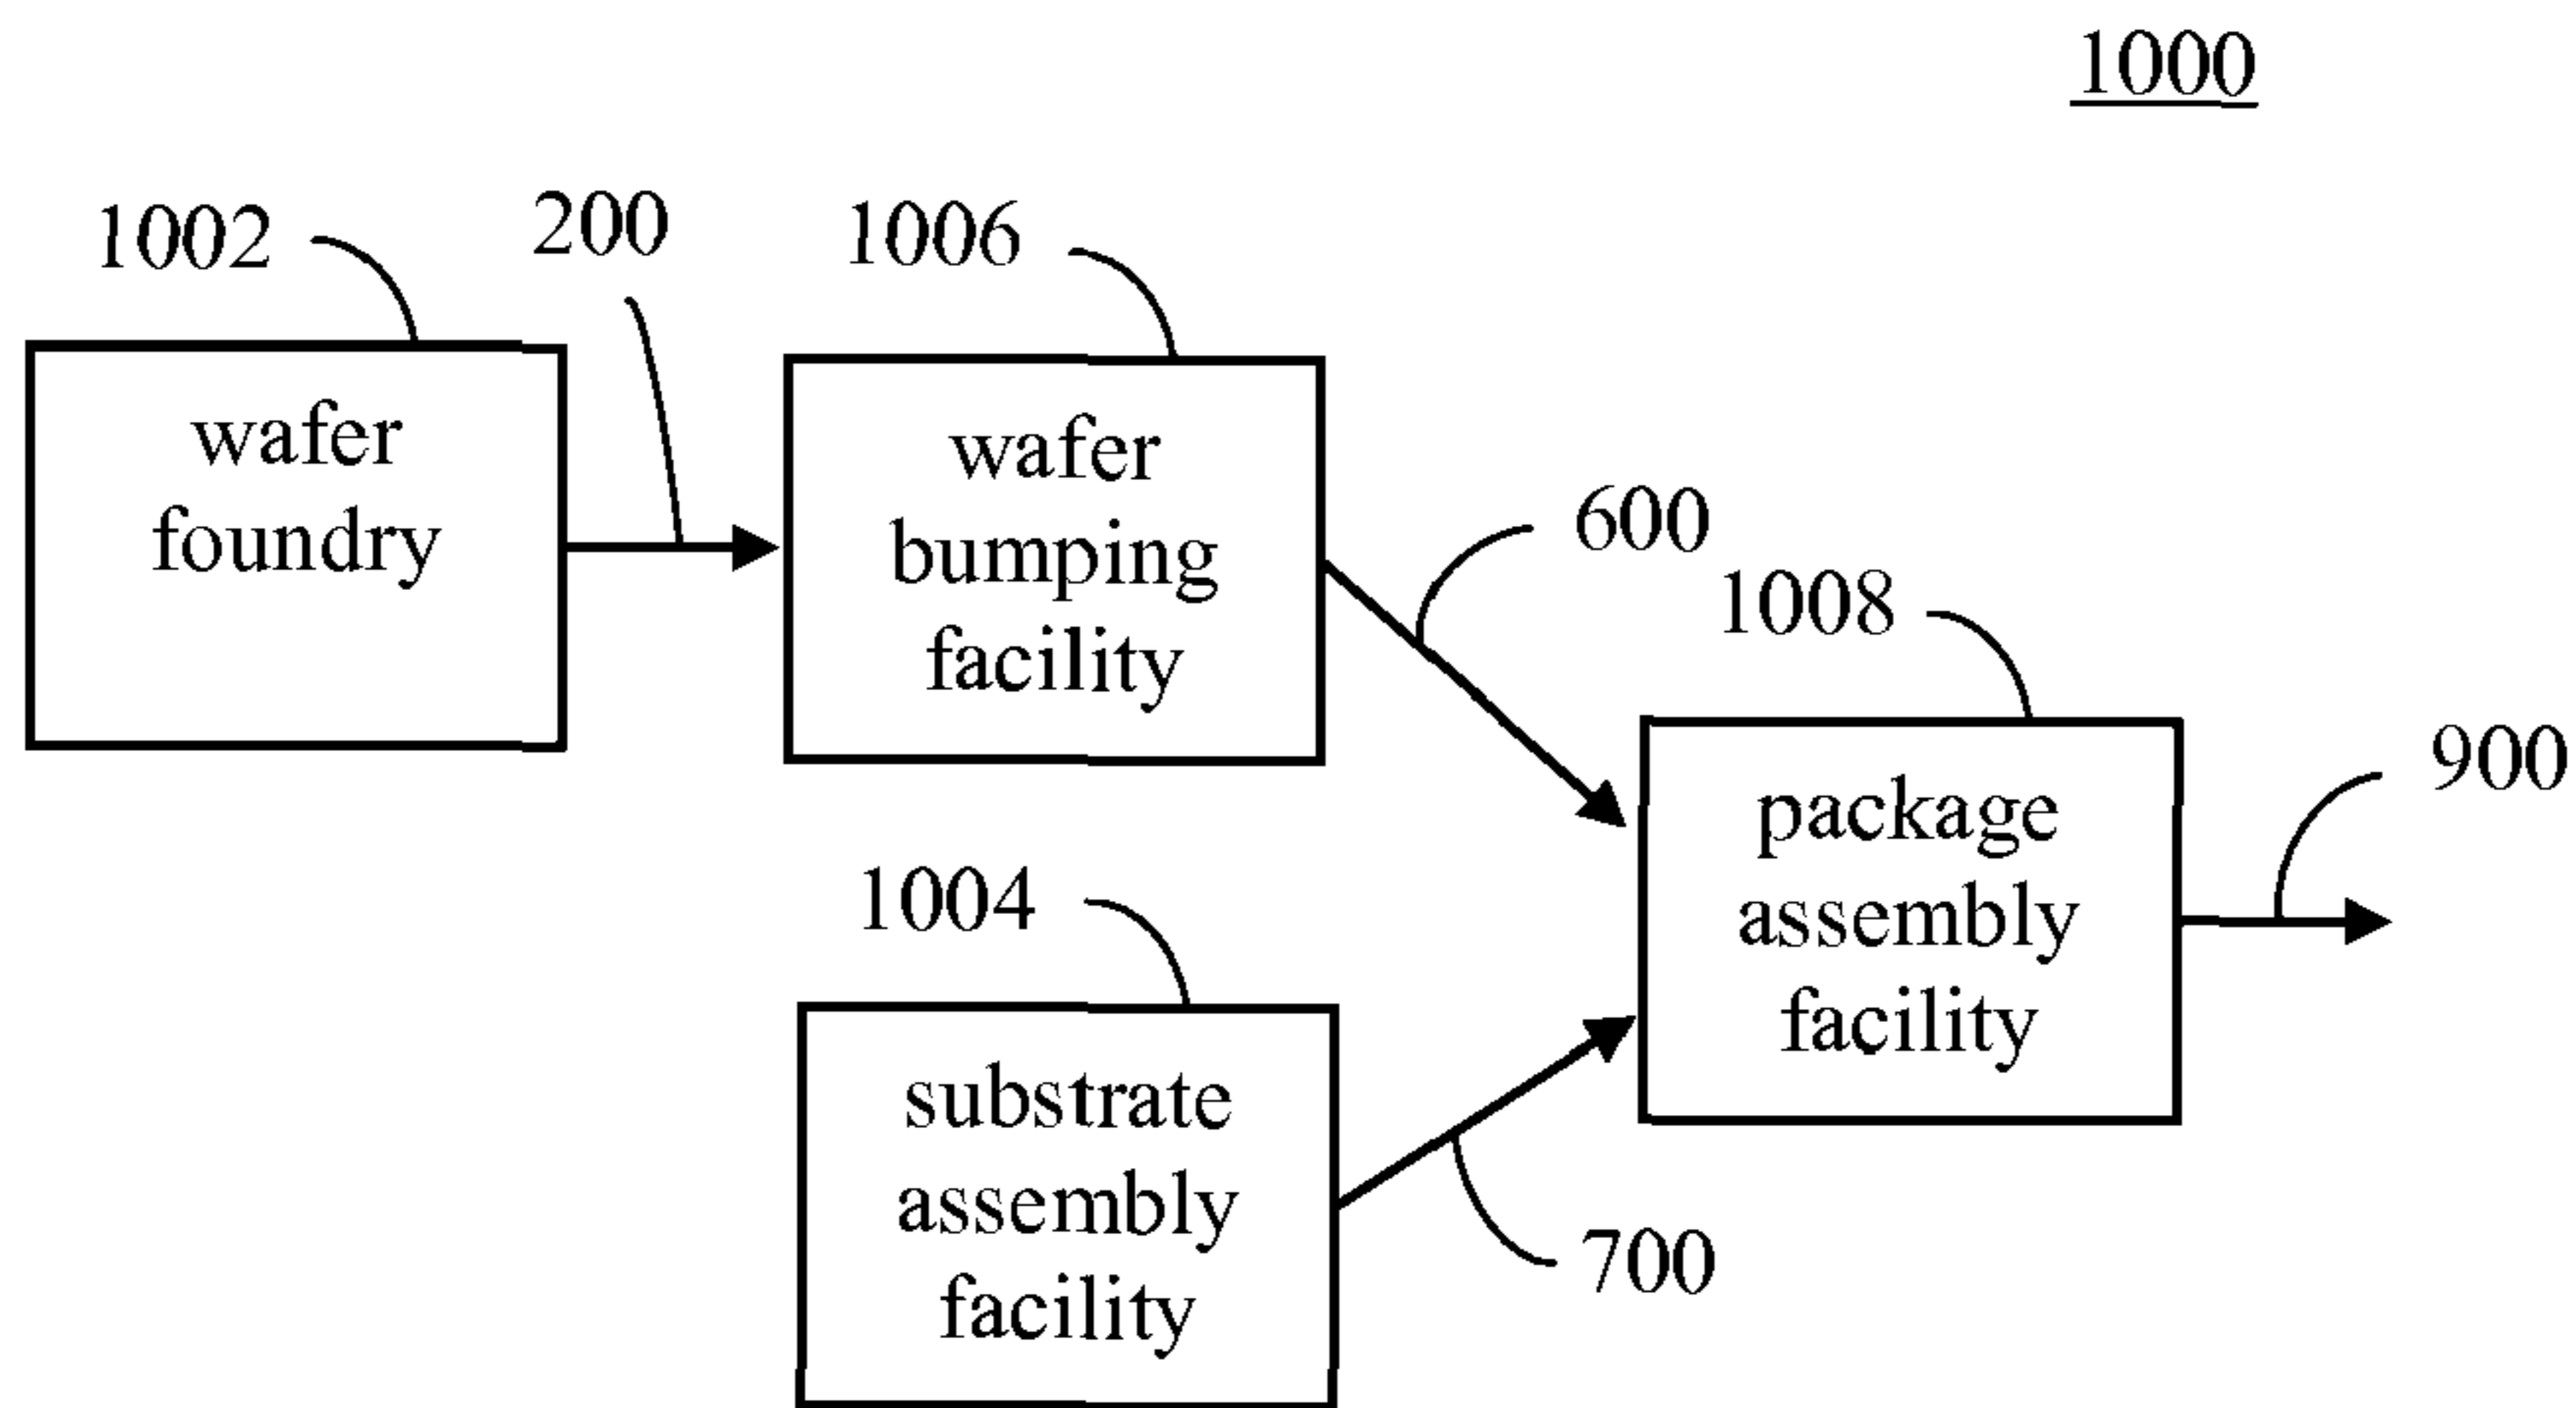 1000
1002
200
1006
wafer
foundry
wafer
bumping
facility
600
1008
package
assembly
facility
900
1004
substrate
assembly
facility
700